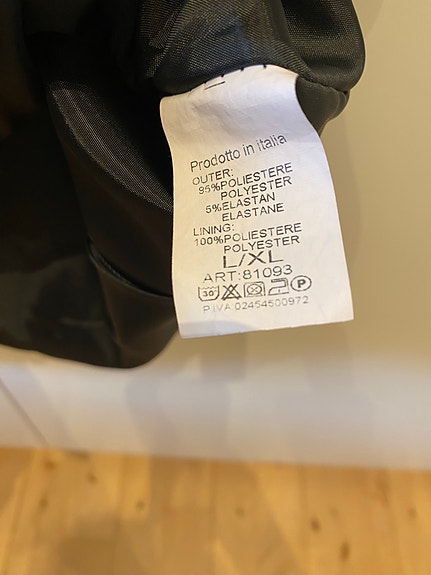 Prodotto in italia
OUTER:
95%POLIESTERE
POLYESTER
5%ELASTAN
ELASTANE
LINING:
100%POLIESTERE
POLYESTER
L/XL
ART:81093
30 P
P.IVA 02454500972